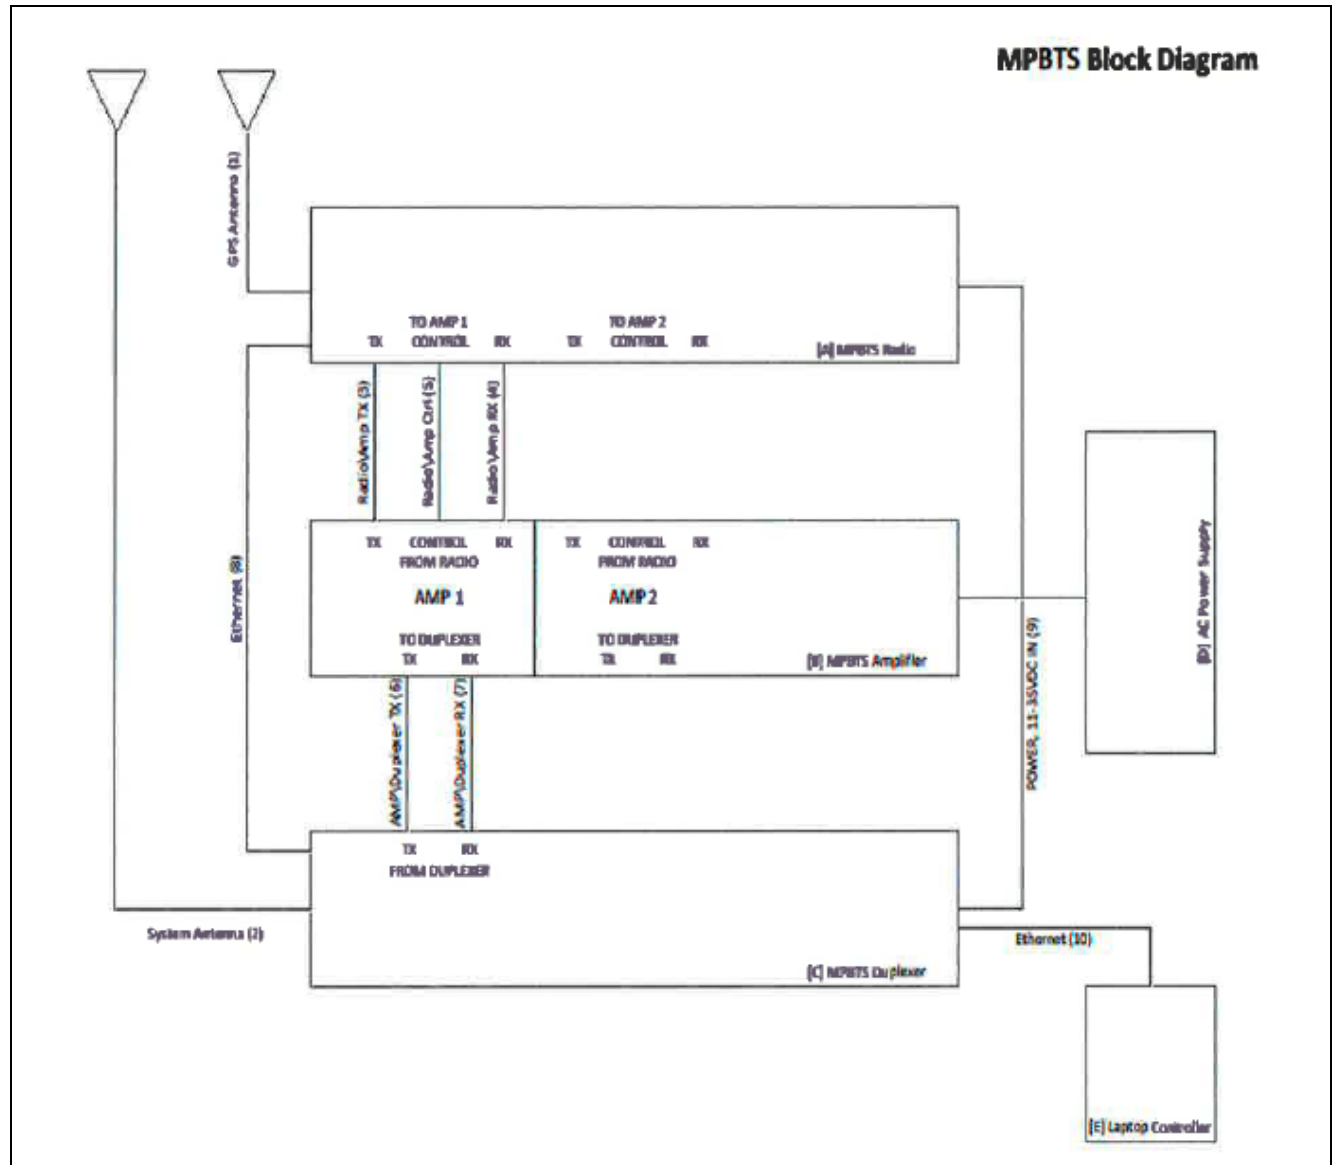 MPBTS Block Diagram
GPS Antenna (1)
TO AMP 1
TO AMP 2
TX CONTROL RX
TX CONTROL RX
[A] MPBTS Radio
Radio\Amp TX (3)
Radio\Amp Ctrl (5)
Radio\Amp RX (4)
Ethernet (8)
TX CONTROL RX
FROM RADIO
AMP 1
TO DUPLEXER
TX RX
TX CONTROL RX
FROM RADIO
AMP 2
TO DUPLEXER
TX RX
[B] MPBTS Amplifier
[D] AC Power Supply
POWER, 11-35VDC IN (9)
AMP\Duplexer TX (6)
AMP\Duplexer RX (7)
TX RX
FROM DUPLEXER
System Antenna (2)
[C] MPBTS Duplexer
Ethernet (10)
[E] Laptop Controller